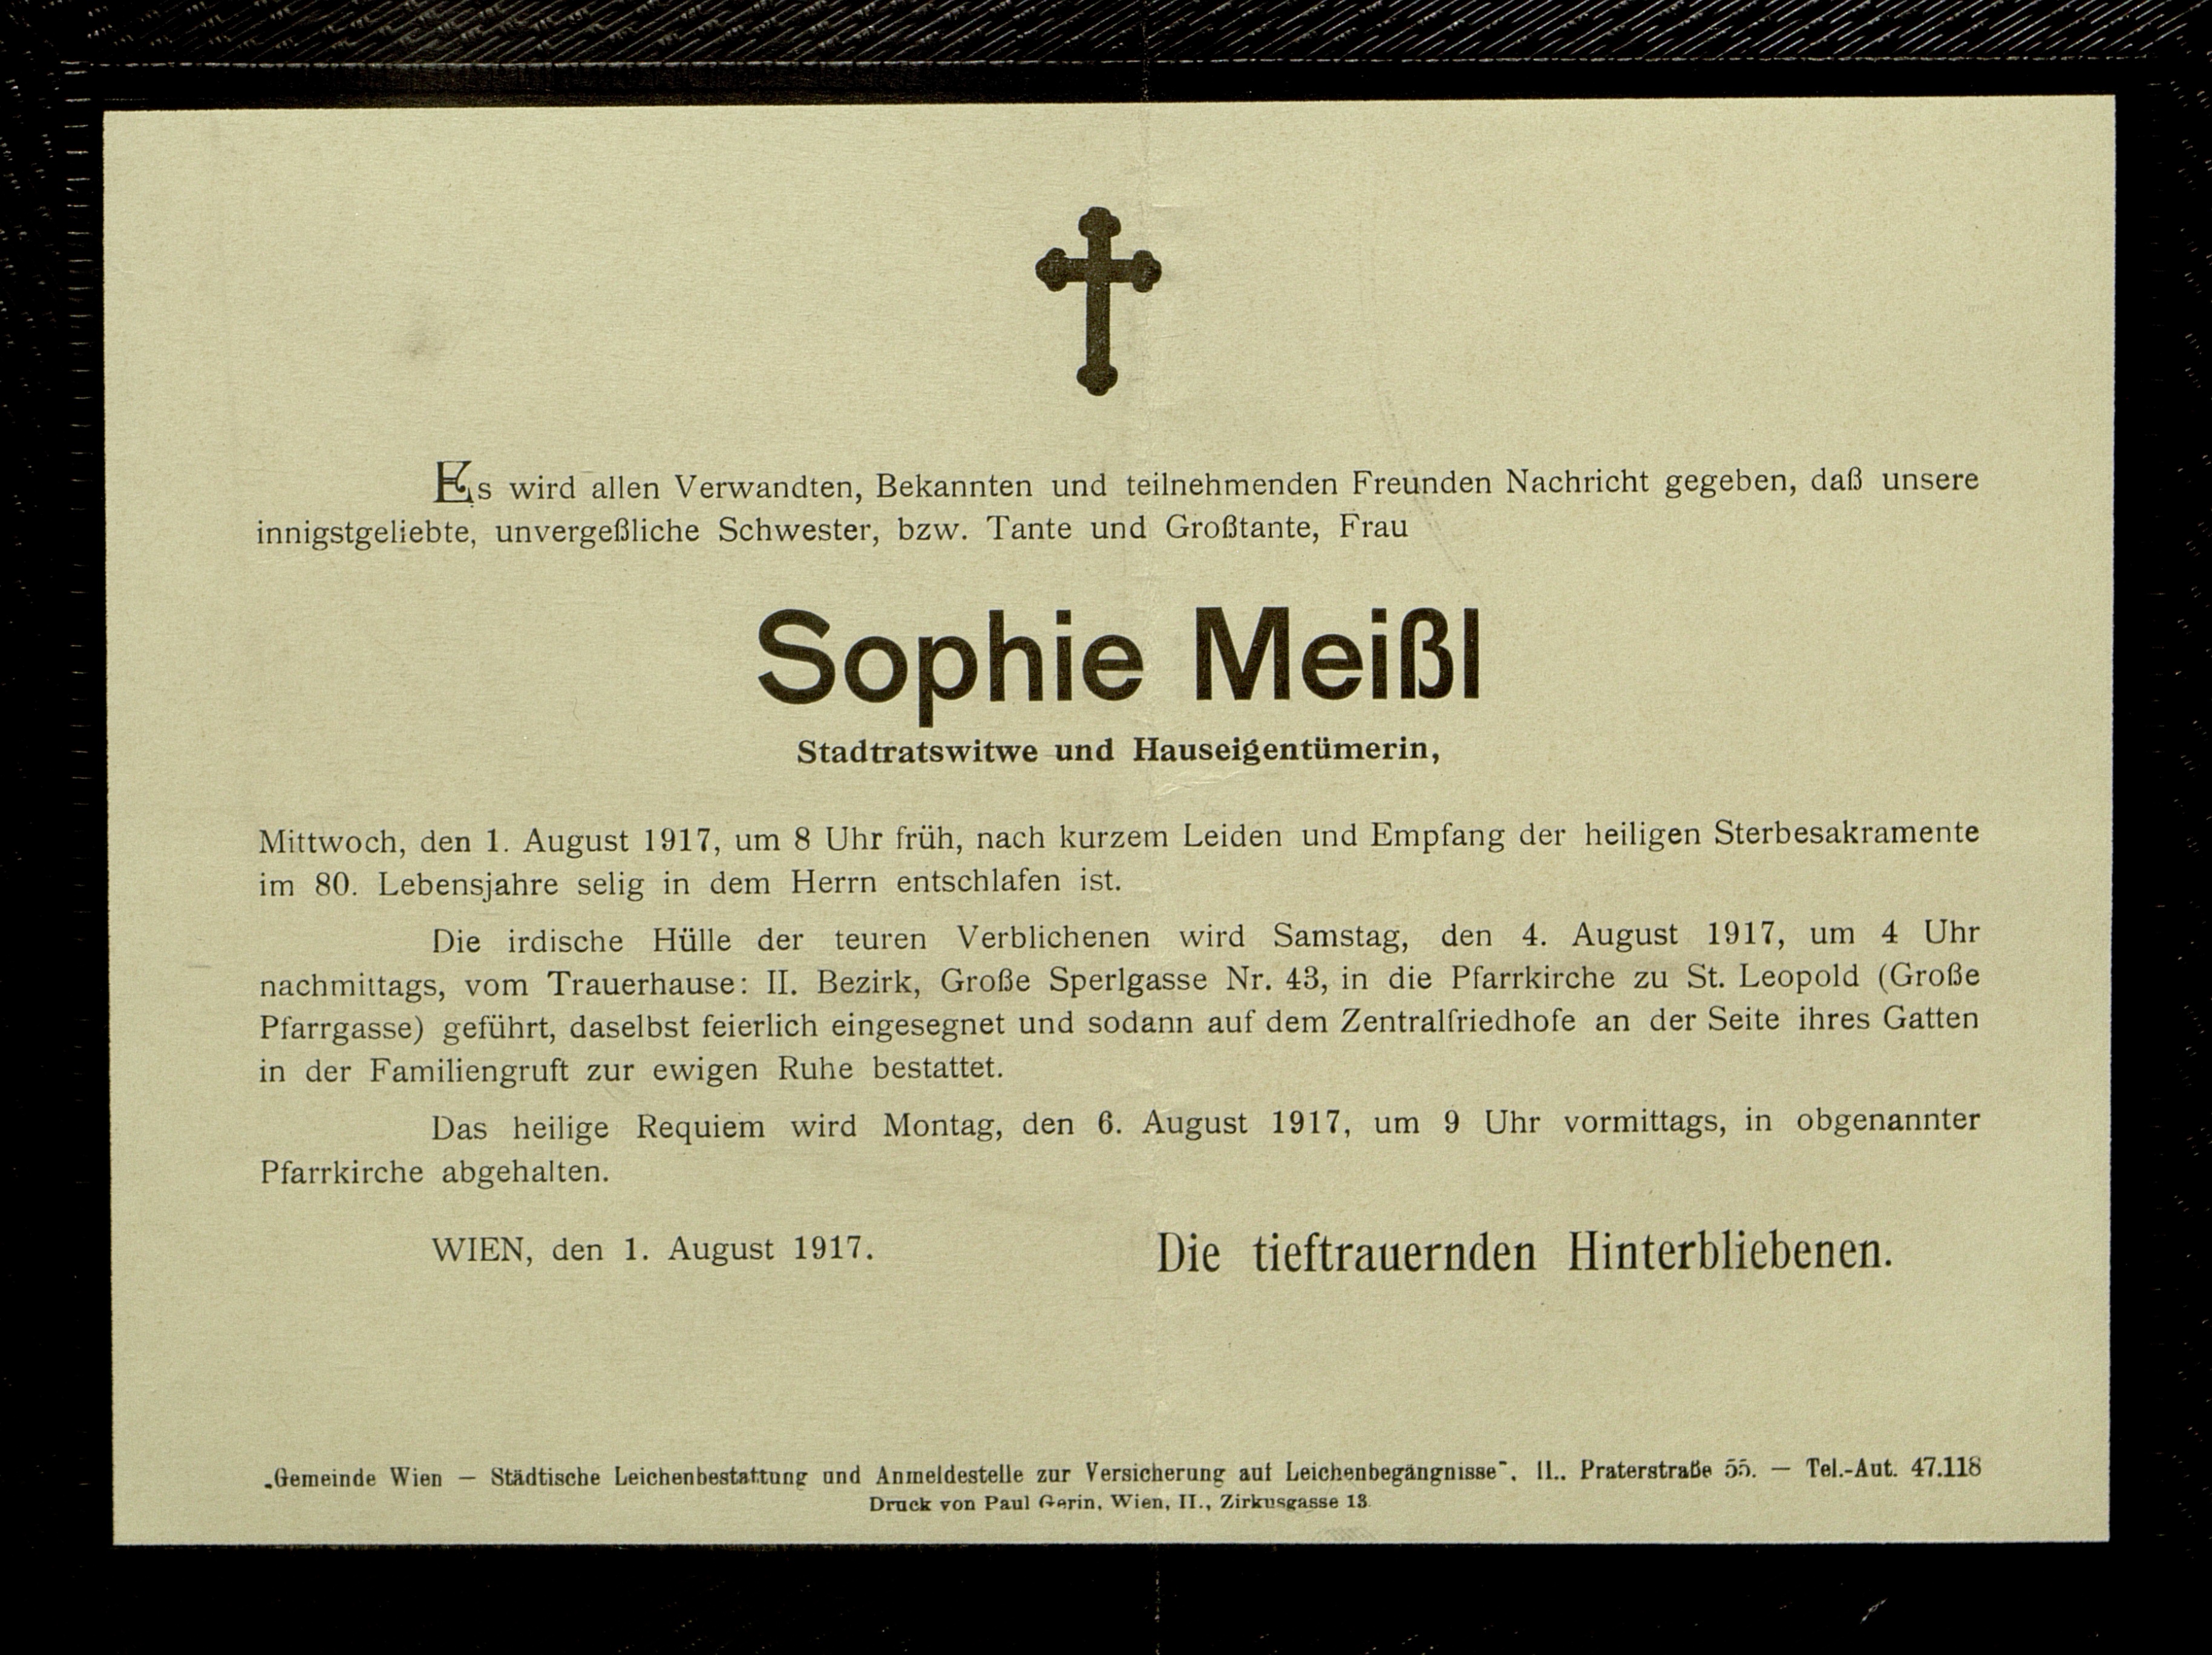 Es wird allen Verwandten, Bekannten und teilnehmenden Freunden Nachricht gegeben, daß unsere
innigstgeliebte, unvergeßliche Schwester, bzw. Tante und Großtante, Frau
Sophie Meißl
Stadtratswitwe und Hauseigentümerin,
Mittwoch, den 1. August 1917, um 8 Uhr früh, nach kurzem Leiden und Empfang der heiligen Sterbesakramente
im 80. Lebensjahre selig in dem Herrn entschlafen ist.
Die irdische Hülle der teuren Verblichenen wird Samstag, den 4. August 1917, um 4 Uhr
nachmittags, vom Trauerhause: II. Bezirk, Große Sperlgasse Nr. 43, in die Pfarrkirche zu St. Leopold (Große
Pfarrgasse) geführt, daselbst feierlich eingesegnet und sodann auf dem Zentralfriedhofe an der Seite ihres Gatten
in der Familiengruft zur ewigen Ruhe bestattet.
Das heilige Requiem wird Montag, den 6. August 1917, um 9 Uhr vormittags, in obgenannter
Pfarrkirche abgehalten.
WIEN, den 1. August 1917.
Die tieftrauernden Hinterbliebenen.
„Gemeinde Wien — Städtische Leichenbestattung und Anmeldestelle zur Versicherung auf Leichenbegängnisse“, II., Praterstraße 55. — Tel.-Aut. 47.118
Druck von Paul Gerin, Wien, II., Zirkusgasse 13